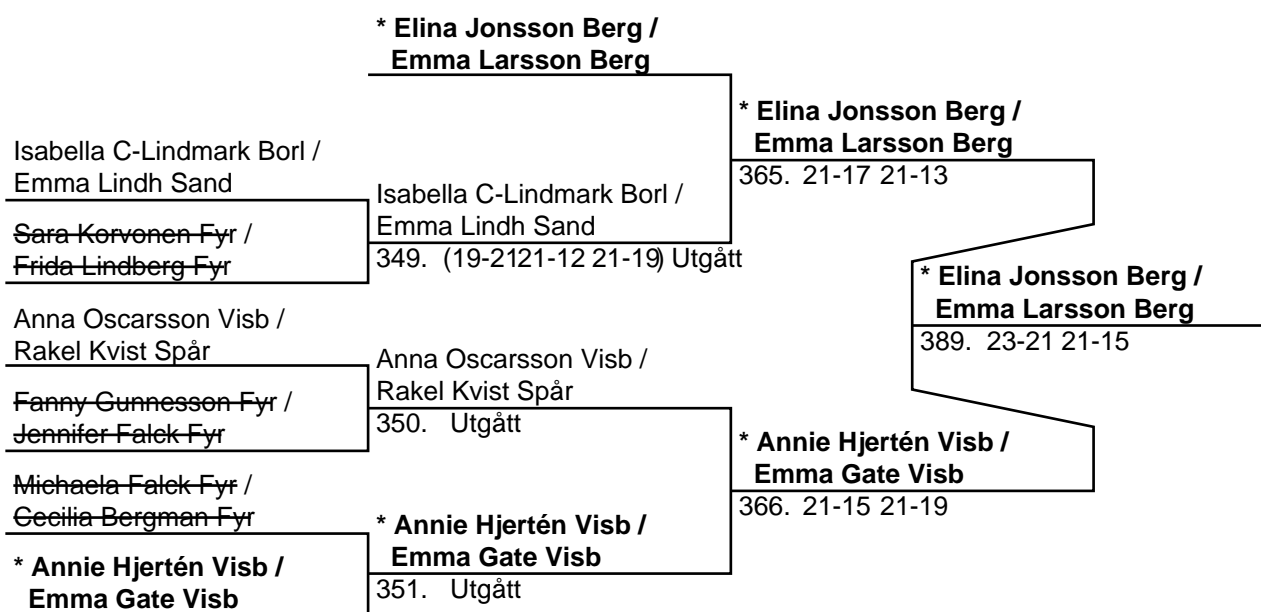 * Elina Jonsson Berg /
Emma Larsson Berg
* Elina Jonsson Berg /
Emma Larsson Berg
365. 21-17 21-13
Isabella C-Lindmark Borl /
Emma Lindh Sand
Isabella C-Lindmark Borl /
Emma Lindh Sand
349. (19-2121-12 21-19) Utgått
Sara Korvonen Fyr /
Frida Lindberg Fyr
* Elina Jonsson Berg /
Emma Larsson Berg
389. 23-21 21-15
Anna Oscarsson Visb /
Rakel Kvist Spår
Anna Oscarsson Visb /
Rakel Kvist Spår
350. Utgått
Fanny Gunnesson Fyr /
Jennifer Falck Fyr
* Annie Hjertén Visb /
Emma Gate Visb
366. 21-15 21-19
Michaela Falck Fyr /
Cecilia Bergman Fyr
* Annie Hjertén Visb /
Emma Gate Visb
351. Utgått
* Annie Hjertén Visb /
Emma Gate Visb